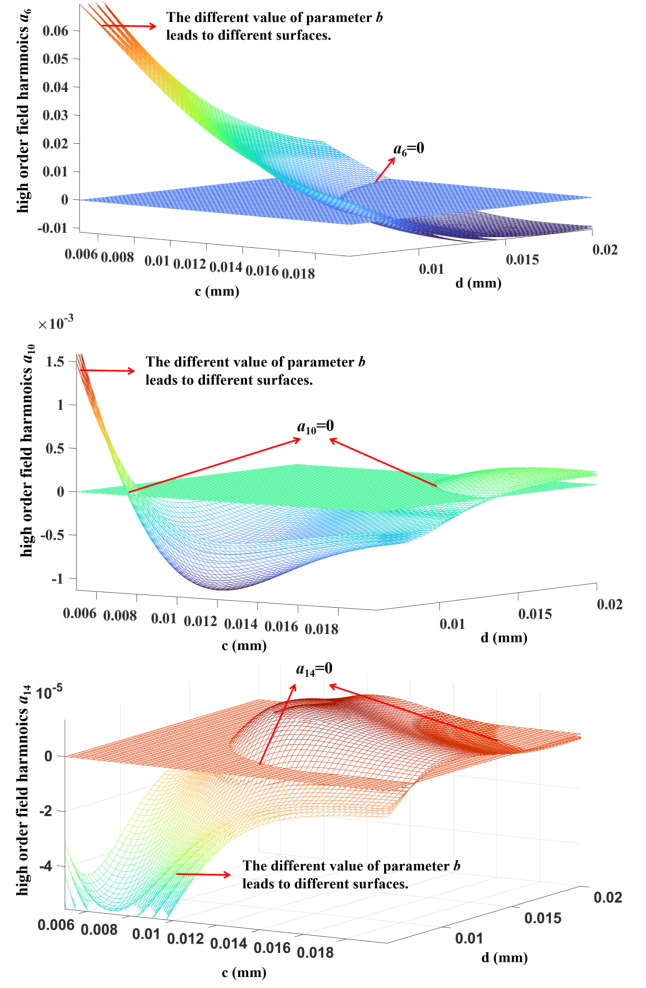 The different value of parameter b
leads to different surfaces.
high order field harmnoics a6
0.06
0.05
0.04
0.03
0.02
0.01
0
-0.01
a6=0
0.006 0.008 0.01 0.012 0.014 0.016 0.018
c (mm)
0.01 0.015 0.02
d (mm)
×10-3
The different value of parameter b
leads to different surfaces.
high order field harmnoics a10
1.5
1
0.5
0
-0.5
-1
a10=0
0.006 0.008 0.01 0.012 0.014 0.016 0.018
c (mm)
0.01 0.015 0.02
d (mm)
a14=0
10-5
high order field harmnoics a14
0
-2
-4
The different value of parameter b
leads to different surfaces.
0.006 0.008 0.01 0.012 0.014 0.016 0.018
c (mm)
0.01 0.015 0.02
d (mm)